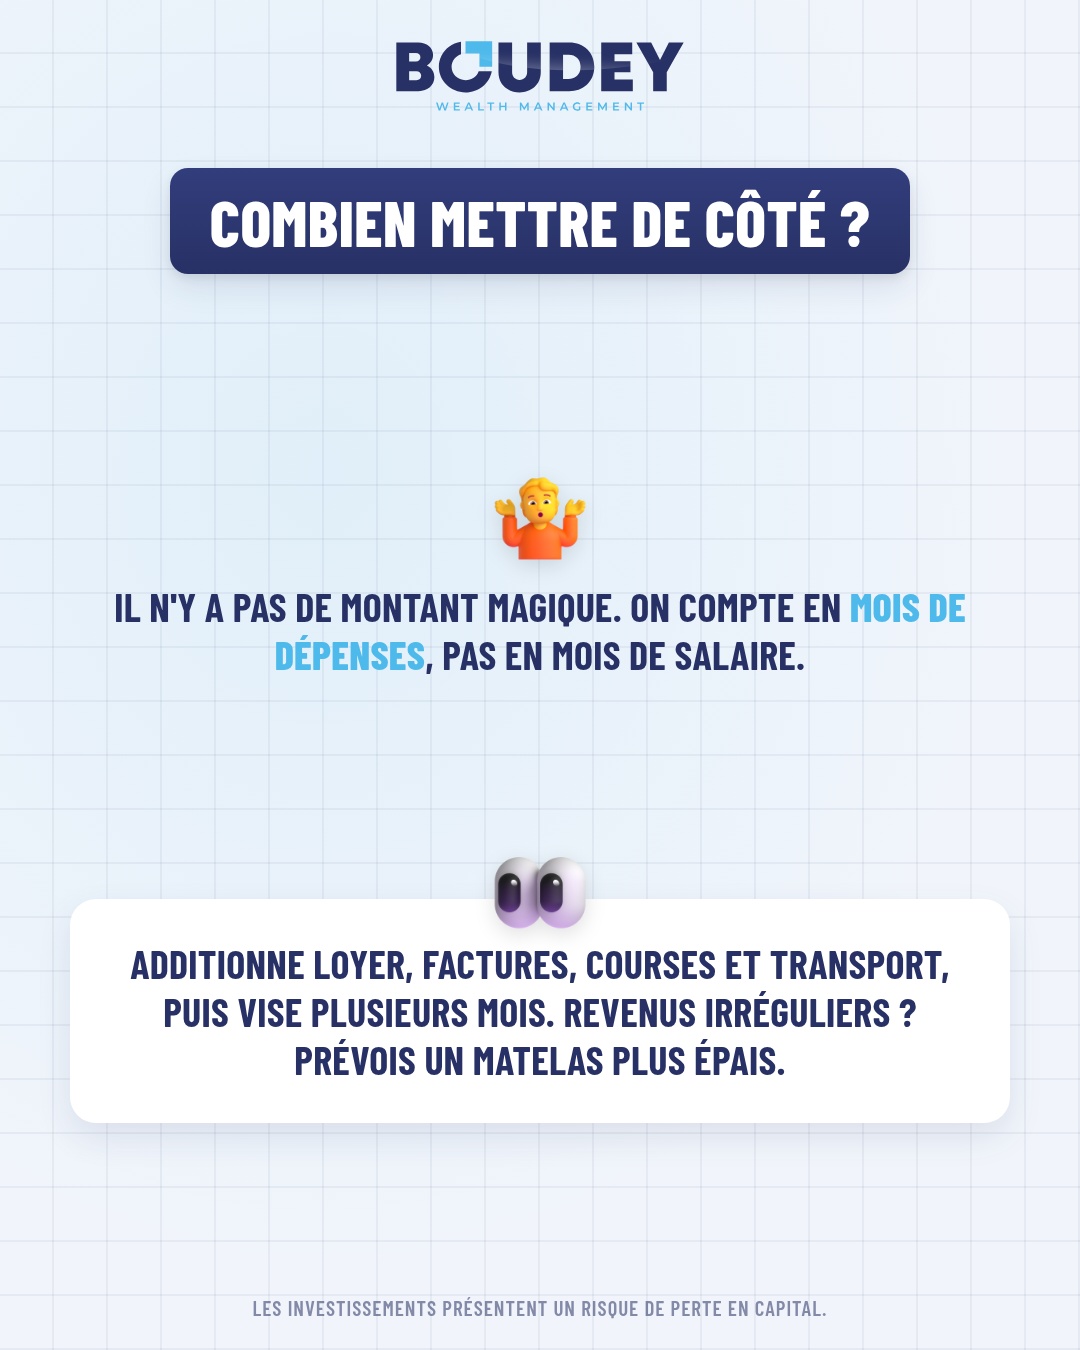 BOUDEY
WEALTH MANAGEMENT
COMBIEN METTRE DE CÔTÉ ?
IL N'Y A PAS DE MONTANT MAGIQUE. ON COMPTE EN MOIS DE
DÉPENSES, PAS EN MOIS DE SALAIRE.
ADDITIONNE LOYER, FACTURES, COURSES ET TRANSPORT,
PUIS VISE PLUSIEURS MOIS. REVENUS IRRÉGULIERS ?
PRÉVOIS UN MATELAS PLUS ÉPAIS.
LES INVESTISSEMENTS PRÉSENTENT UN RISQUE DE PERTE EN CAPITAL.